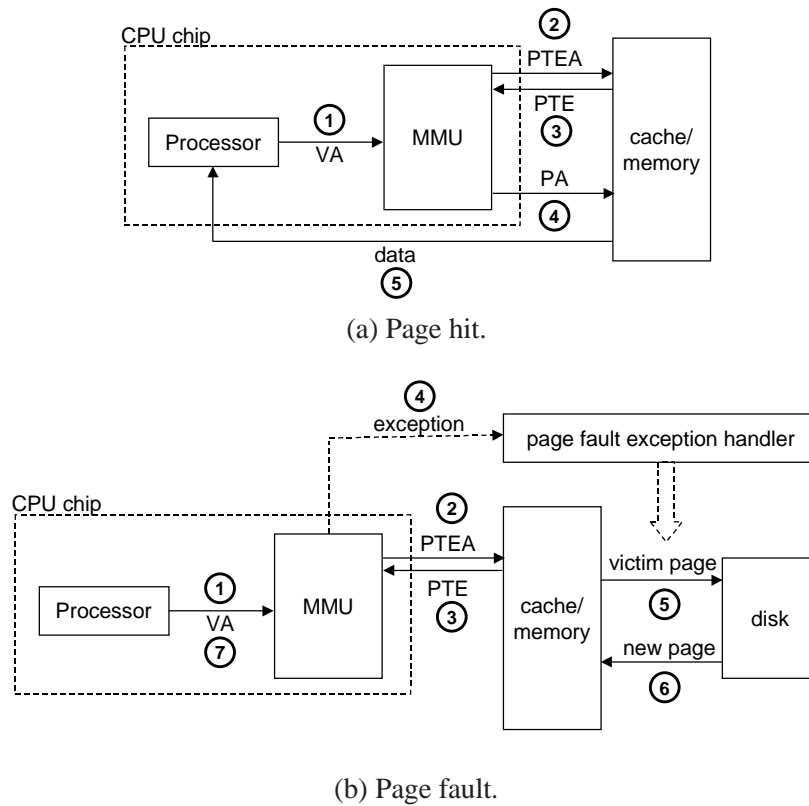 CPU chip
2
PTEA
PTE
3
1
Processor
VA
MMU
cache/
memory
PA
4
data
5
(a) Page hit.
4
exception
page fault exception handler
CPU chip
2
PTEA
PTE
3
1
Processor
VA
7
MMU
cache/
memory
victim page
5
disk
new page
6
(b) Page fault.